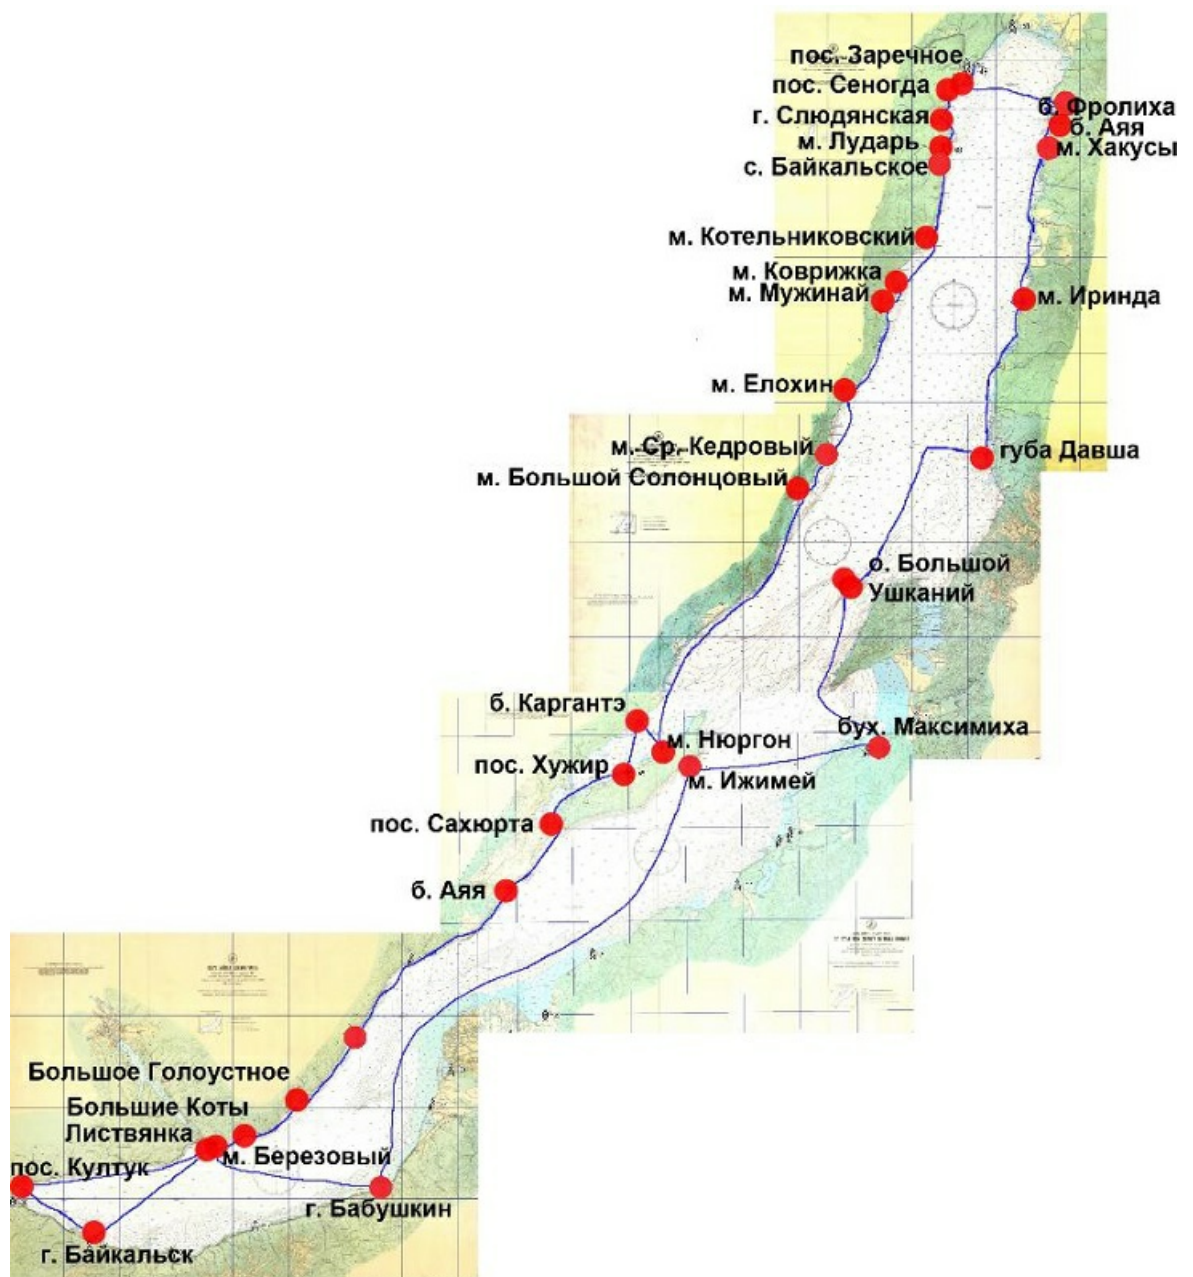 пос. Заречное
пос. Сеногда
б. Фролиха
г. Слюдянская
б. Аяя
м. Лударь
м. Хакусы
с. Байкальское
м. Котельниковский
м. Коврижка
м. Мужинай
м. Иринда
м. Елохин
м. Ср. Кедровый
губа Давша
м. Большой Солонцовый
о. Большой
Ушканий
б. Каргантэ
бух. Максимиха
м. Нюргон
пос. Хужир
м. Ижимей
пос. Сахюрта
б. Аяя
Большое Голоустное
Большие Коты
Листвянка
м. Березовый
пос. Култук
г. Бабушкин
г. Байкальск